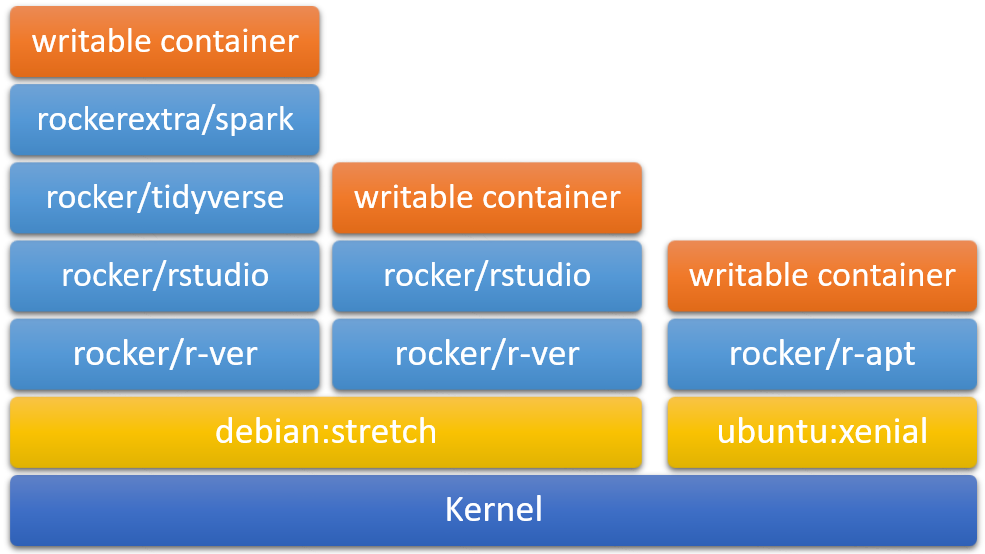 writable container
rockerextra/spark
rocker/tidyverse
writable container
rocker/rstudio
rocker/rstudio
writable container
rocker/r-ver
rocker/r-ver
rocker/r-apt
debian:stretch
ubuntu:xenial
Kernel